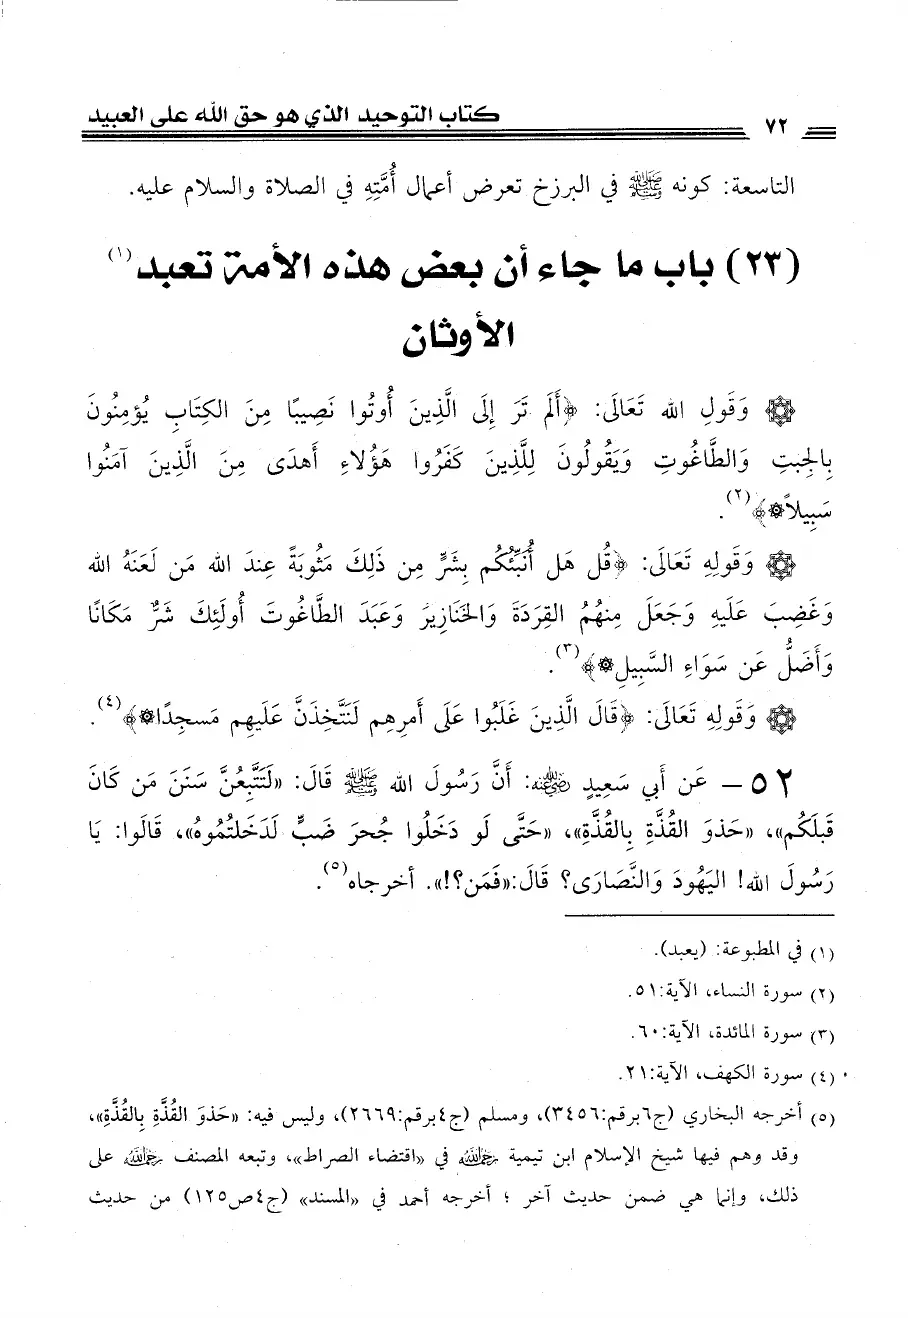 ٧٢ كتاب التوحيد الذي هو حق الله على العبيد
التاسعة: كونه ﷺ في البرزخ تعرض أعمال أُمَّتِهِ في الصلاة والسلام عليه.
(٢٣) باب ما جاء أن بعض هذه الأمة تعبد(١)
الأوثان
وَقَولِ الله تَعَالَى: ﴿أَلَم تَرَ إِلَى الَّذِينَ أُوتُوا نَصِيبًا مِنَ الكِتَابِ يُؤمِنُونَ
بِالجِبتِ وَالطَّاغُوتِ وَيَقُولُونَ لِلَّذِينَ كَفَرُوا هَؤُلَاءِ أَهدَى مِنَ الَّذِينَ آمَنُوا
سَبِيلاً﴾(٢).
وَقَولِهِ تَعَالَى: ﴿قُل هَل أُنَبِّئُكُم بِشَرٍّ مِن ذَلِكَ مَثُوبَةً عِندَ الله مَن لَعَنَهُ الله
وَغَضِبَ عَلَيهِ وَجَعَلَ مِنهُمُ القِرَدَةَ وَالخَنَازِيرَ وَعَبَدَ الطَّاغُوتَ أُولَئِكَ شَرٌّ مَكَانًا
وَأَضَلُّ عَن سَوَاءِ السَّبِيلِ﴾(٣).
وَقَولِهِ تَعَالَى: ﴿قَالَ الَّذِينَ غَلَبُوا عَلَى أَمرِهِم لَنَتَّخِذَنَّ عَلَيهِم مَسجِدًا﴾(٤).
٥٢ – عَن أَبِي سَعِيدٍ رضي الله عنه: أَنَّ رَسُولَ الله ﷺ قَالَ: «لَتَتَّبِعُنَّ سَنَنَ مَن كَانَ
قَبلَكُم»، «حَذوَ القُذَّةِ بِالقُذَّةِ»، «حَتَّى لَو دَخَلُوا جُحرَ ضَبٍّ لَدَخَلتُمُوهُ»، قَالُوا: يَا
رَسُولَ الله! اليَهُودَ وَالنَّصَارَى؟ قَالَ:«فَمَن؟!». أخرجاه(٥).
(١) في المطبوعة: (يعبد).
(٢) سورة النساء، الآية:٥١.
(٣) سورة المائدة، الآية:٦٠.
(٤) سورة الكهف، الآية:٢١.
(٥) أخرجه البخاري (ج٦برقم:٣٤٥٦)، ومسلم (ج٤برقم:٢٦٦٩)، وليس فيه: «حَذوَ القُذَّةِ بِالقُذَّةِ»،
وقد وهم فيها شيخ الإسلام ابن تيمية رحمه الله في «اقتضاء الصراط»، وتبعه المصنف رحمه الله على
ذلك، وإنما هي ضمن حديث آخر ؛ أخرجه أحمد في «المسند» (ج٤ص١٢٥) من حديث